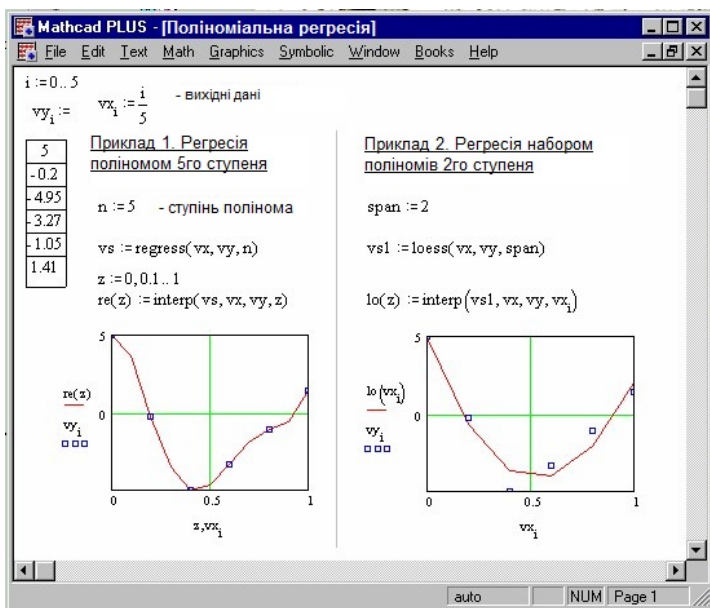 Mathcad PLUS - [Поліноміальна регресія]
File Edit Text Math Graphics Symbolic Window Books Help
i := 0 .. 5
vy_i := vx_i := i/5 - вихідні дані
5
-0.2
-4.95
-3.27
-1.05
1.41
Приклад 1. Регресія
поліномом 5го ступеня
n := 5 - ступінь полінома
vs := regress(vx, vy, n)
z := 0, 0.1 .. 1
re(z) := interp(vs, vx, vy, z)
5
re(z)
0
vy_i
-5
0 0.5 1
z, vx_i
Приклад 2. Регресія набором
поліномів 2го ступеня
span := 2
vs1 := loess(vx, vy, span)
lo(z) := interp(vs1, vx, vy, vx_i)
5
lo(vx_i)
0
vy_i
-5
0 0.5 1
vx_i
auto NUM Page 1